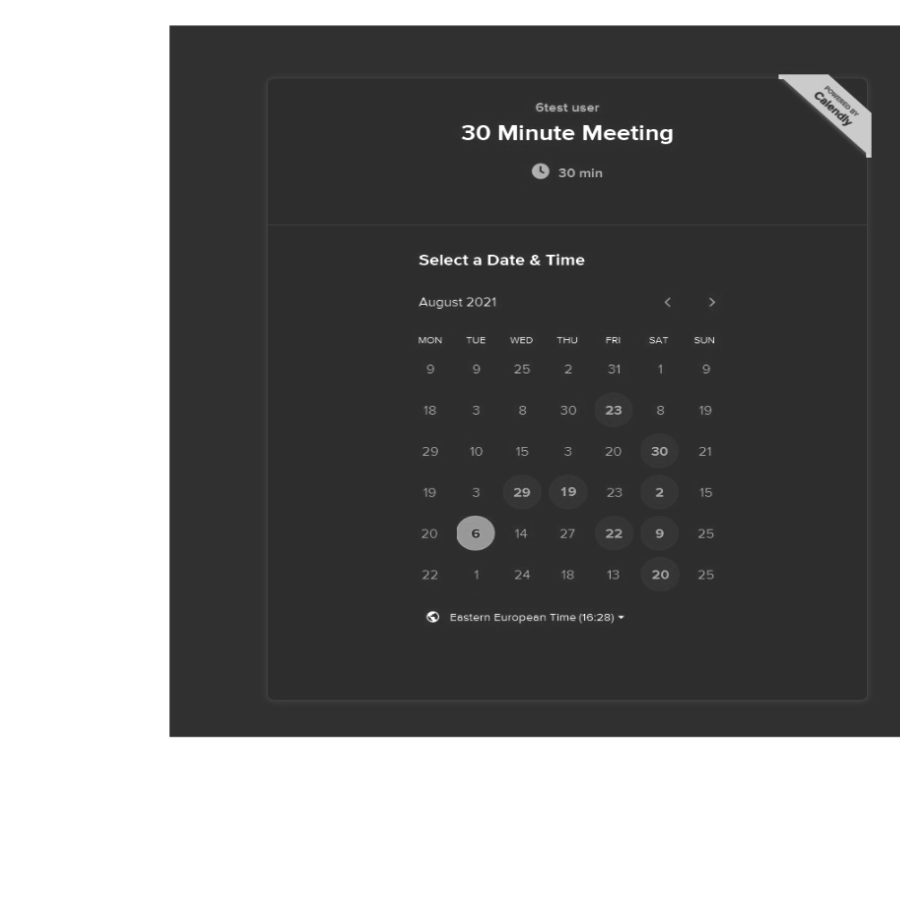 POWERED BY
Calendly
6test user
30 Minute Meeting
30 min
Select a Date & Time
August 2021 < >
MON TUE WED THU FRI SAT SUN
9 9 25 2 31 1 9
18 3 8 30 23 8 19
29 10 15 3 20 30 21
19 3 29 19 23 2 15
20 6 14 27 22 9 25
22 1 24 18 13 20 25
Eastern European Time (16:28)